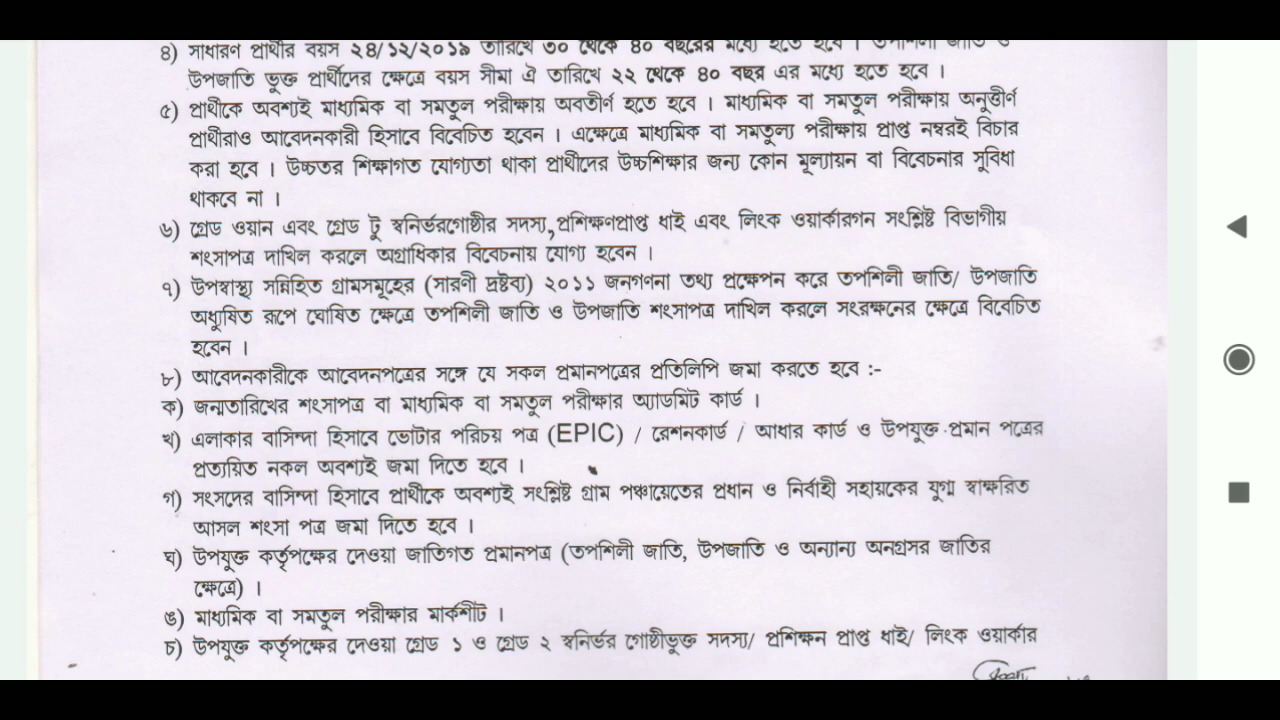 ৪) সাধারণ প্রার্থীর বয়স ২৪/১২/২০১৯ তারিখে ৩০ থেকে ৪০ বছরের মধ্যে হতে হবে । তপশিলী জাতি ও
উপজাতি ভুক্ত প্রার্থীদের ক্ষেত্রে বয়স সীমা ঐ তারিখে ২২ থেকে ৪০ বছর এর মধ্যে হতে হবে ।
৫) প্রার্থীকে অবশ্যই মাধ্যমিক বা সমতুল পরীক্ষায় অবতীর্ণ হতে হবে । মাধ্যমিক বা সমতুল পরীক্ষায় অনুত্তীর্ণ
প্রার্থীরাও আবেদনকারী হিসাবে বিবেচিত হবেন । এক্ষেত্রে মাধ্যমিক বা সমতুল্য পরীক্ষায় প্রাপ্ত নম্বরই বিচার
করা হবে । উচ্চতর শিক্ষাগত যোগ্যতা থাকা প্রার্থীদের উচ্চশিক্ষার জন্য কোন মূল্যায়ন বা বিবেচনার সুবিধা
থাকবে না ।
৬) গ্রেড ওয়ান এবং গ্রেড টু স্বনির্ভরগোষ্ঠীর সদস্য,প্রশিক্ষণপ্রাপ্ত ধাই এবং লিংক ওয়ার্কারগন সংশ্লিষ্ট বিভাগীয়
শংসাপত্র দাখিল করলে অগ্রাধিকার বিবেচনায় যোগ্য হবেন ।
৭) উপস্বাস্থ্য সন্নিহিত গ্রামসমূহের (সারণী দ্রষ্টব্য) ২০১১ জনগণনা তথ্য প্রক্ষেপন করে তপশিলী জাতি/ উপজাতি
অধ্যুষিত রূপে ঘোষিত ক্ষেত্রে তপশিলী জাতি ও উপজাতি শংসাপত্র দাখিল করলে সংরক্ষনের ক্ষেত্রে বিবেচিত
হবেন ।
৮) আবেদনকারীকে আবেদনপত্রের সঙ্গে যে সকল প্রমানপত্রের প্রতিলিপি জমা করতে হবে :-
ক) জন্মতারিখের শংসাপত্র বা মাধ্যমিক বা সমতুল পরীক্ষার অ্যাডমিট কার্ড ।
খ) এলাকার বাসিন্দা হিসাবে ভোটার পরিচয় পত্র (EPIC) / রেশনকার্ড / আধার কার্ড ও উপযুক্ত প্রমান পত্রের
প্রত্যয়িত নকল অবশ্যই জমা দিতে হবে ।
গ) সংসদের বাসিন্দা হিসাবে প্রার্থীকে অবশ্যই সংশ্লিষ্ট গ্রাম পঞ্চায়েতের প্রধান ও নির্বাহী সহায়কের যুগ্ম স্বাক্ষরিত
আসল শংসা পত্র জমা দিতে হবে ।
ঘ) উপযুক্ত কর্তৃপক্ষের দেওয়া জাতিগত প্রমানপত্র (তপশিলী জাতি, উপজাতি ও অন্যান্য অনগ্রসর জাতির
ক্ষেত্রে) ।
ঙ) মাধ্যমিক বা সমতুল পরীক্ষার মার্কশীট ।
চ) উপযুক্ত কর্তৃপক্ষের দেওয়া গ্রেড ১ ও গ্রেড ২ স্বনির্ভর গোষ্ঠীভুক্ত সদস্য/ প্রশিক্ষন প্রাপ্ত ধাই/ লিংক ওয়ার্কার